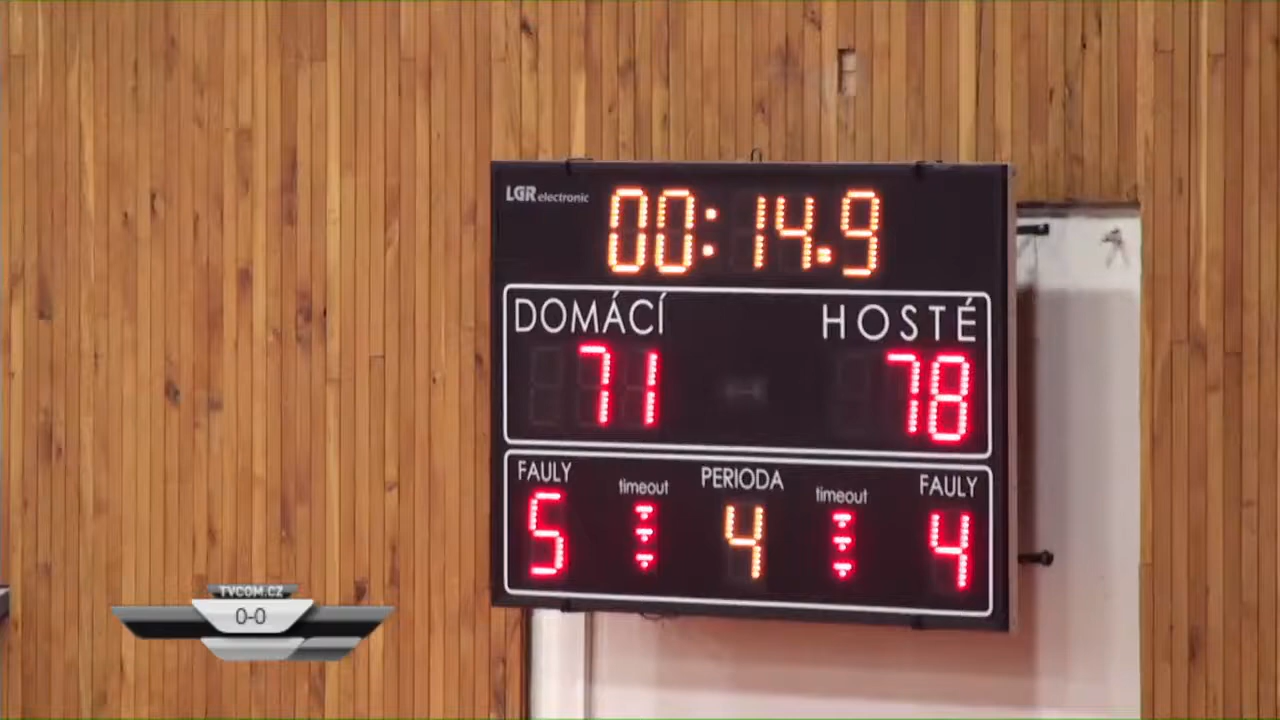 LGR electronic
00:14.9
DOMÁCÍ HOSTÉ
71 78
FAULY timeout PERIODA timeout FAULY
5 4 4
TVCOM.CZ
0-0